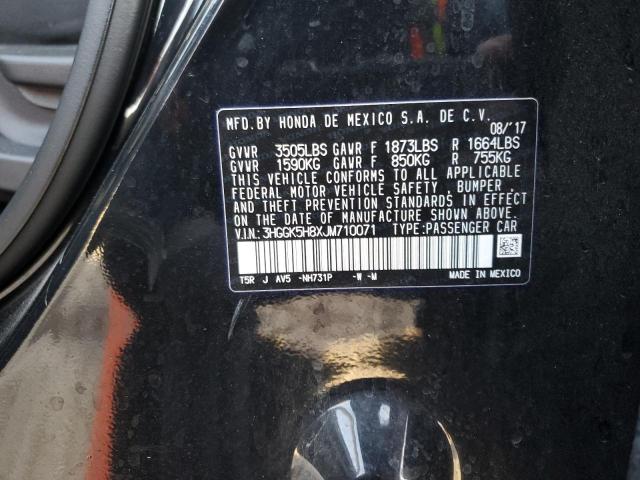 MFD.BY HONDA DE MEXICO S.A. DE C.V.
08/'17
GVWR 3505LBS GAWR F 1873LBS R 1664LBS
GVWR 1590KG GAWR F 850KG R 755KG
THIS VEHICLE CONFORMS TO ALL APPLICABLE
FEDERAL MOTOR VEHICLE SAFETY, BUMPER,
AND THEFT PREVENTION STANDARDS IN EFFECT
ON THE DATE OF MANUFACTURE SHOWN ABOVE.
V.I.N.: 3HGGK5H8XJM710071 TYPE:PASSENGER CAR
T5R J AV5 -NH731P -W -M MADE IN MEXICO